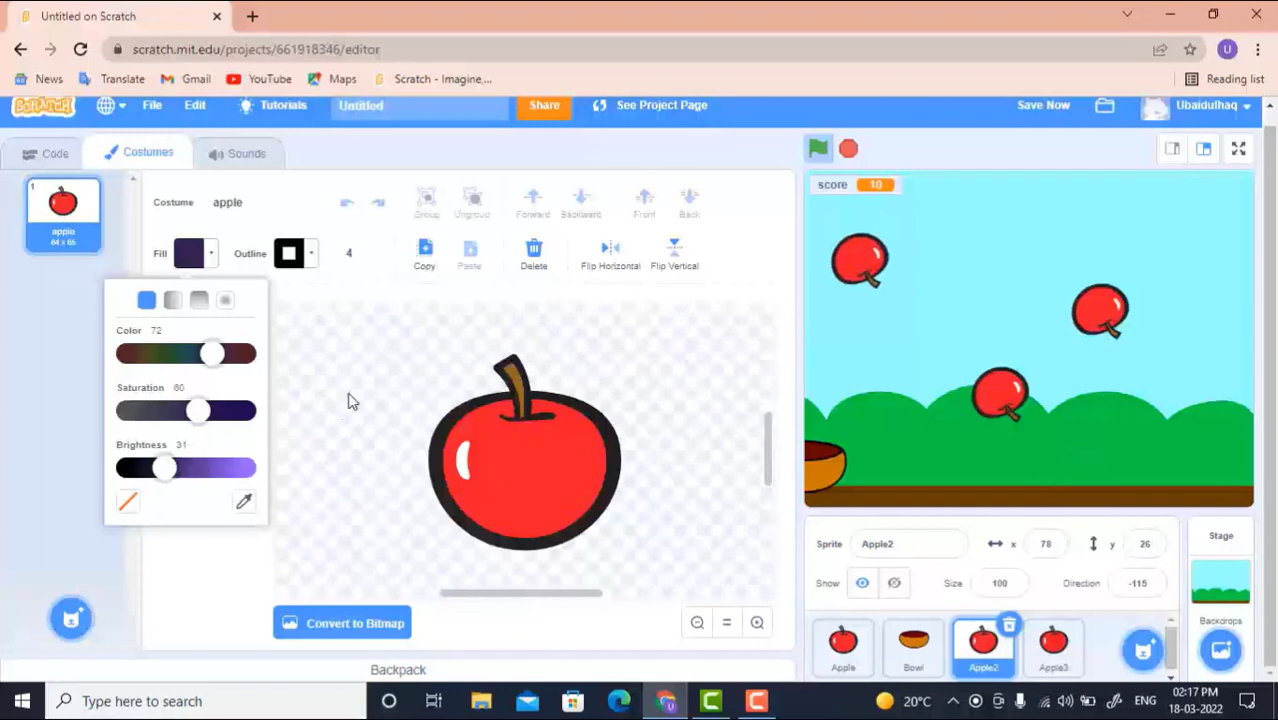 Untitled on Scratch
scratch.mit.edu/projects/661918346/editor
U
News
Translate
Gmail
YouTube
Maps
Scratch - Imagine,...
Reading list
SCRATCH
File
Edit
Tutorials
Untitled
Share
See Project Page
Save Now
Ubaidulhaq
Code
Costumes
Sounds
1
apple
64 x 65
Costume
apple
Group
Ungroup
Forward
Backward
Front
Back
Fill
Outline
4
Copy
Paste
Delete
Flip Horizontal
Flip Vertical
Color 72
Saturation 60
Brightness 31
Convert to Bitmap
Backpack
score 10
Sprite
Apple2
x
78
y
26
Show
Size
100
Direction
-115
Apple
Bowl
Apple2
Apple3
Stage
Backdrops
Type here to search
20°C
ENG
02:17 PM
18-03-2022